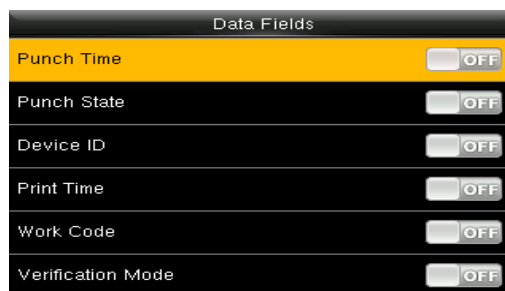 Data Fields
Punch Time OFF
Punch State OFF
Device ID OFF
Print Time OFF
Work Code OFF
Verification Mode OFF